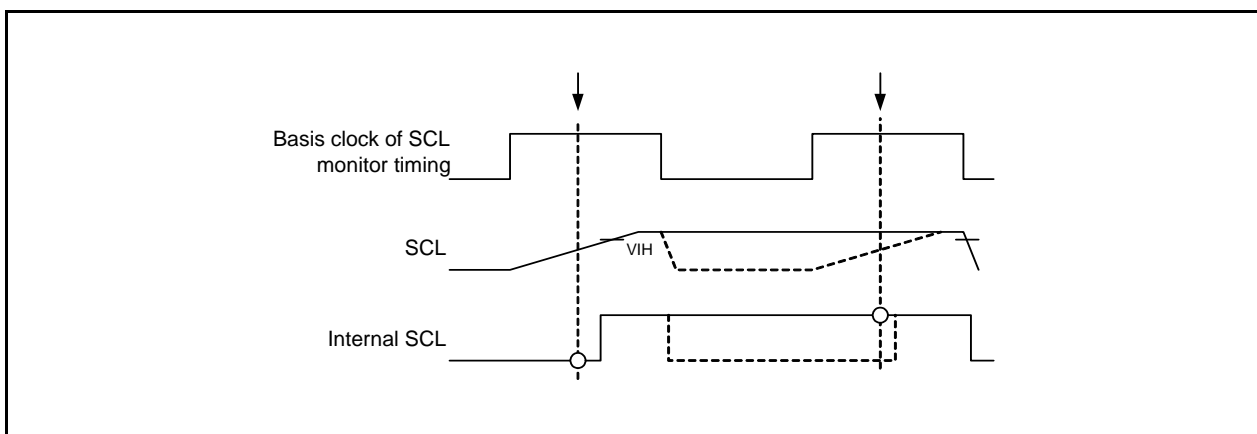 Basis clock of SCL
monitor timing
SCL
VIH
Internal SCL